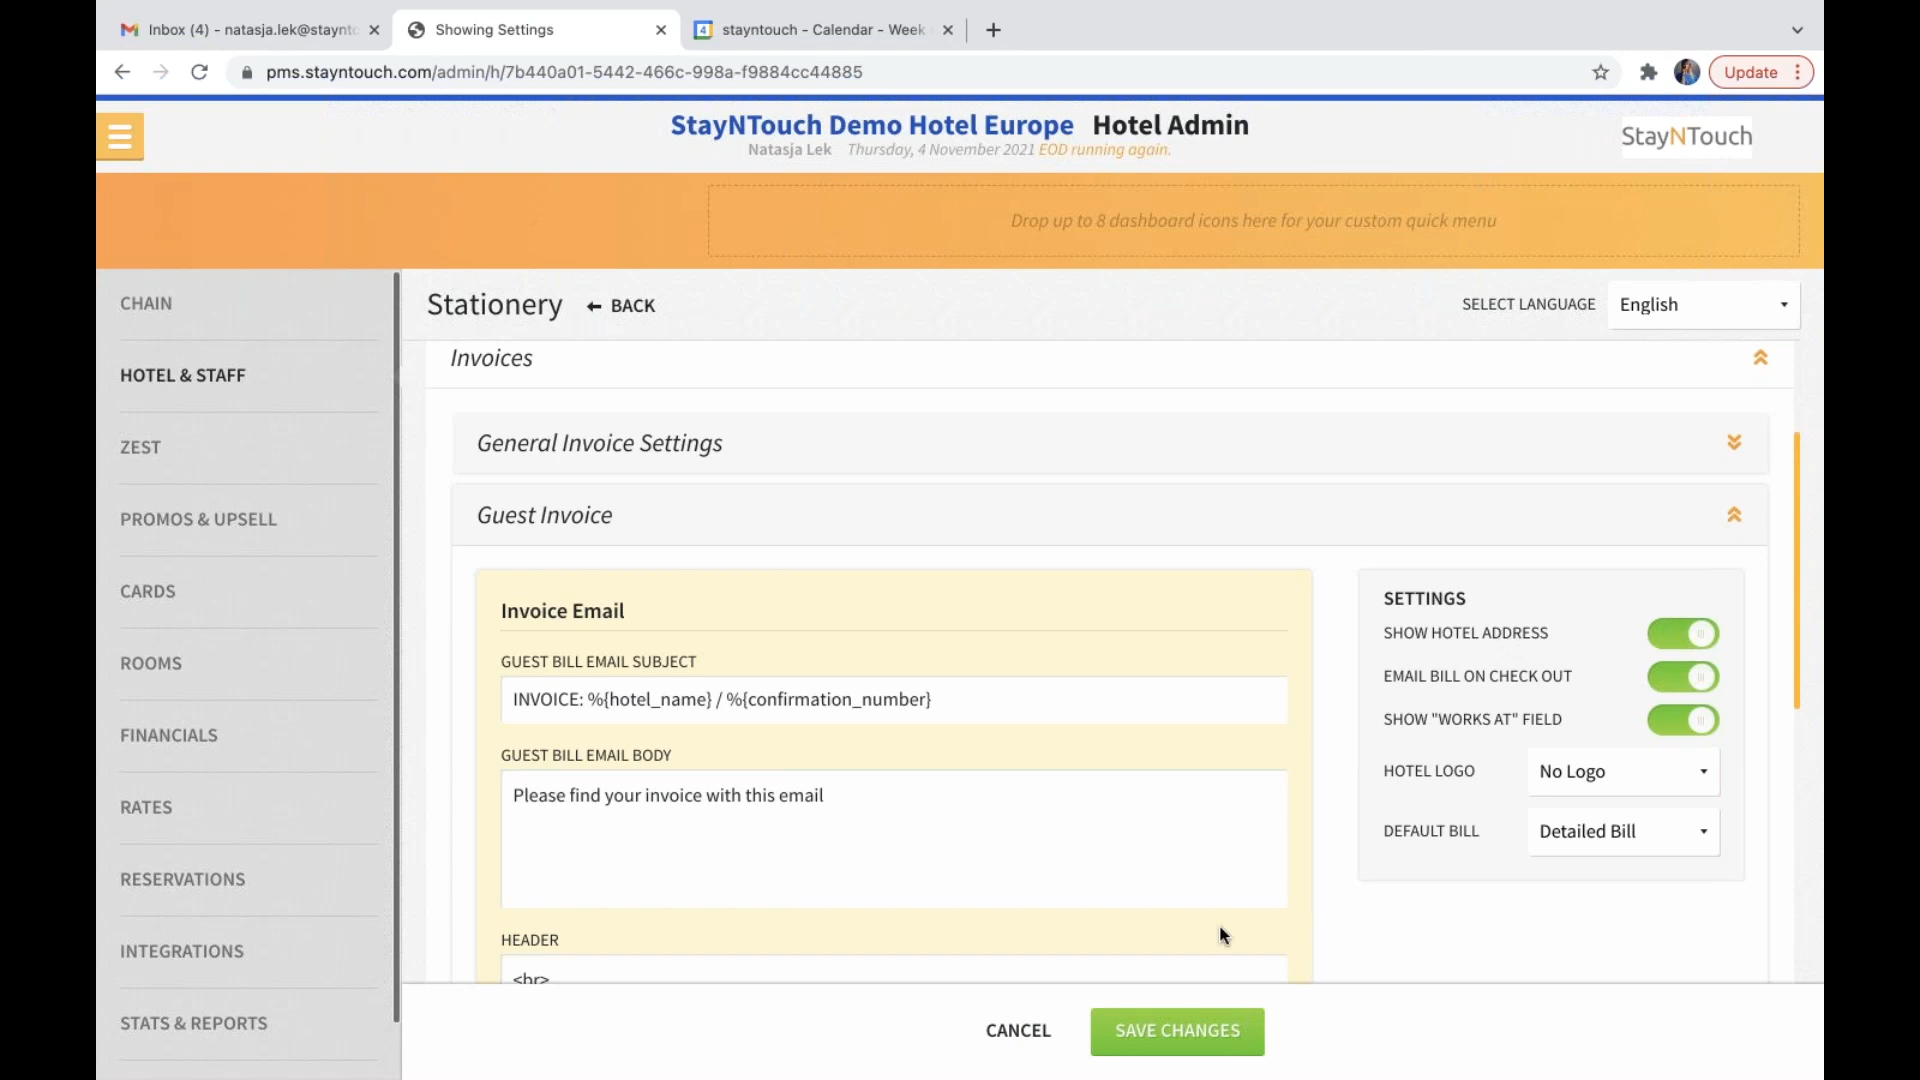 Inbox (4) - natasja.lek@staynto
Showing Settings
stayntouch - Calendar - Week
pms.stayntouch.com/admin/h/7b440a01-5442-466c-998a-f9884cc44885
Update
StayNTouch Demo Hotel Europe Hotel Admin
Natasja Lek Thursday, 4 November 2021 EOD running again.
StayNTouch
Drop up to 8 dashboard icons here for your custom quick menu
CHAIN
HOTEL & STAFF
ZEST
PROMOS & UPSELL
CARDS
ROOMS
FINANCIALS
RATES
RESERVATIONS
INTEGRATIONS
STATS & REPORTS
Stationery
BACK
SELECT LANGUAGE
English
Invoices
General Invoice Settings
Guest Invoice
Invoice Email
GUEST BILL EMAIL SUBJECT
INVOICE: %{hotel_name} / %{confirmation_number}
GUEST BILL EMAIL BODY
Please find your invoice with this email
HEADER
<br>
SETTINGS
SHOW HOTEL ADDRESS
EMAIL BILL ON CHECK OUT
SHOW "WORKS AT" FIELD
HOTEL LOGO
No Logo
DEFAULT BILL
Detailed Bill
CANCEL
SAVE CHANGES